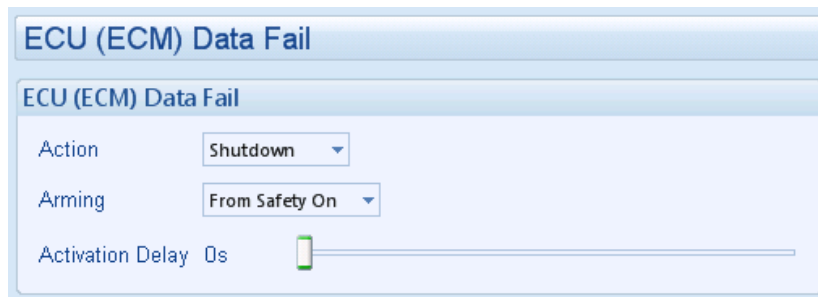 ECU (ECM) Data Fail
ECU (ECM) Data Fail
Action Shutdown
Arming From Safety On
Activation Delay 0s